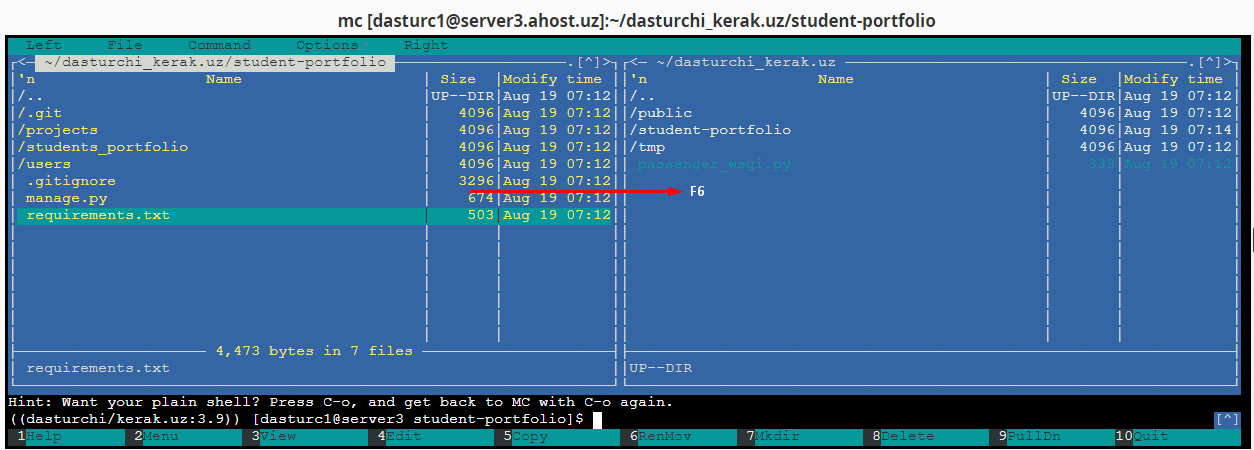 mc [dasturc1@server3.ahost.uz]:~/dasturchi_kerak.uz/student-portfolio
Left File Command Options Right
<─ ~/dasturchi_kerak.uz/student-portfolio ─.[^]>
'n Name Size Modify time
/.. UP--DIR Aug 19 07:12
/.git 4096 Aug 19 07:12
/projects 4096 Aug 19 07:12
/students_portfolio 4096 Aug 19 07:12
/users 4096 Aug 19 07:12
.gitignore 3296 Aug 19 07:12
manage.py 674 Aug 19 07:12
requirements.txt 503 Aug 19 07:12
4,473 bytes in 7 files
requirements.txt
<─ ~/dasturchi_kerak.uz ─.[^]>
'n Name Size Modify time
/.. UP--DIR Aug 19 07:12
/public 4096 Aug 19 07:12
/student-portfolio 4096 Aug 19 07:14
/tmp 4096 Aug 19 07:12
passenger_wsgi.py 333 Aug 19 07:12
F6
UP--DIR
Hint: Want your plain shell? Press C-o, and get back to MC with C-o again.
((dasturchi/kerak.uz:3.9)) [dasturc1@server3 student-portfolio]$ [^]
1Help 2Menu 3View 4Edit 5Copy 6RenMov 7Mkdir 8Delete 9PullDn 10Quit